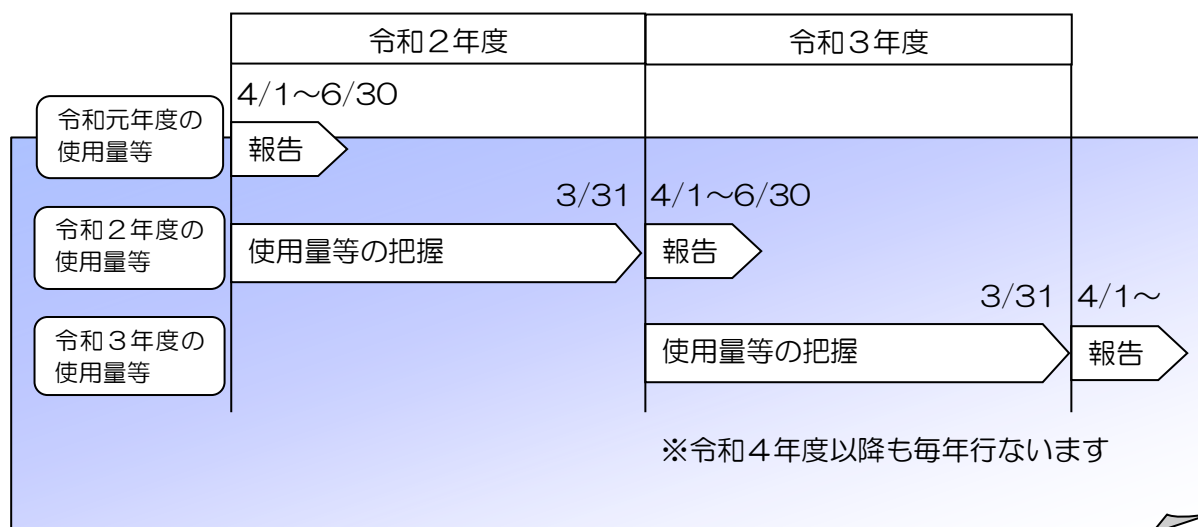 令和２年度
令和３年度
4/1～6/30
令和元年度の
使用量等
報告
3/31
4/1～6/30
令和２年度の
使用量等
使用量等の把握
報告
3/31
4/1～
令和３年度の
使用量等
使用量等の把握
報告
※令和４年度以降も毎年行ないます